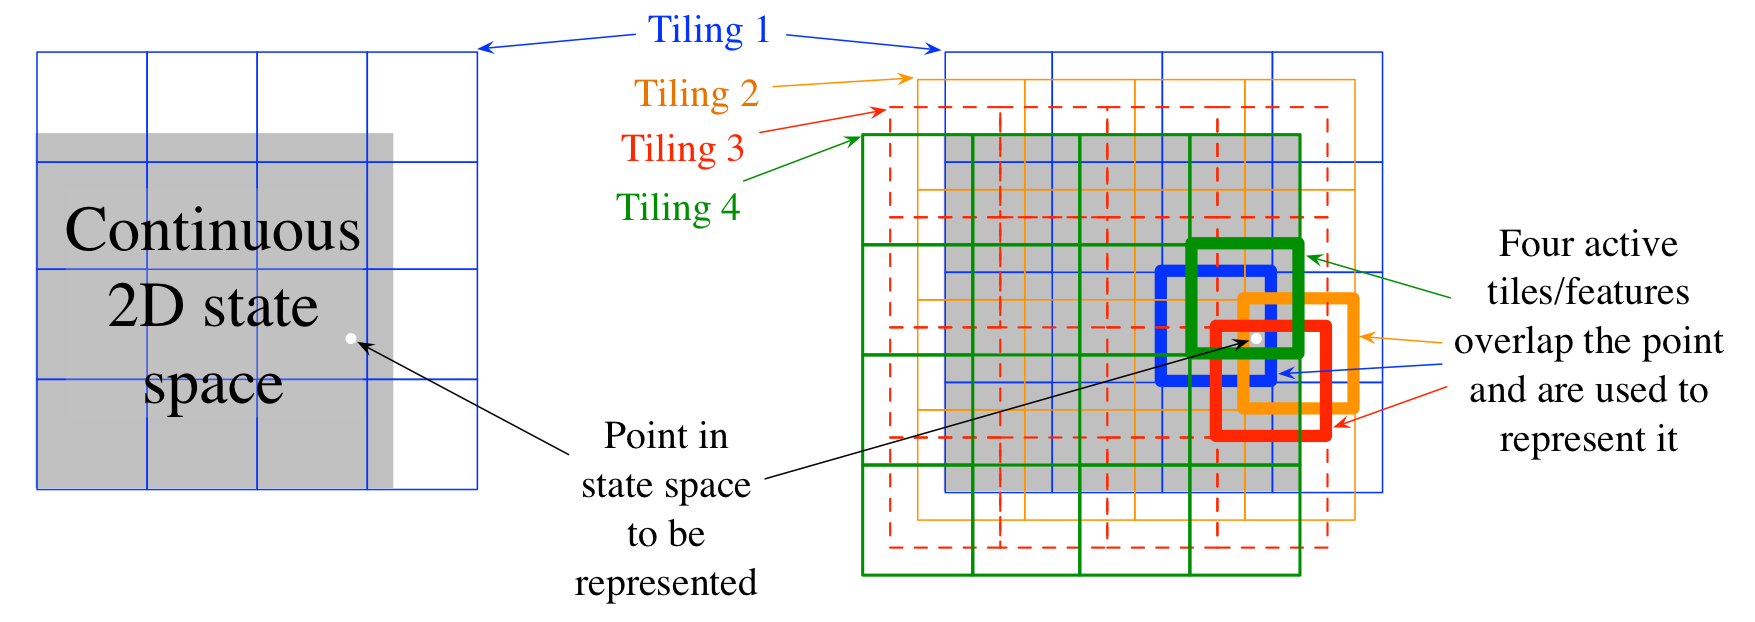 Tiling 1
Tiling 2
Tiling 3
Tiling 4
Continuous
2D state
space
Point in
state space
to be
represented
Four active
tiles/features
overlap the point
and are used to
represent it